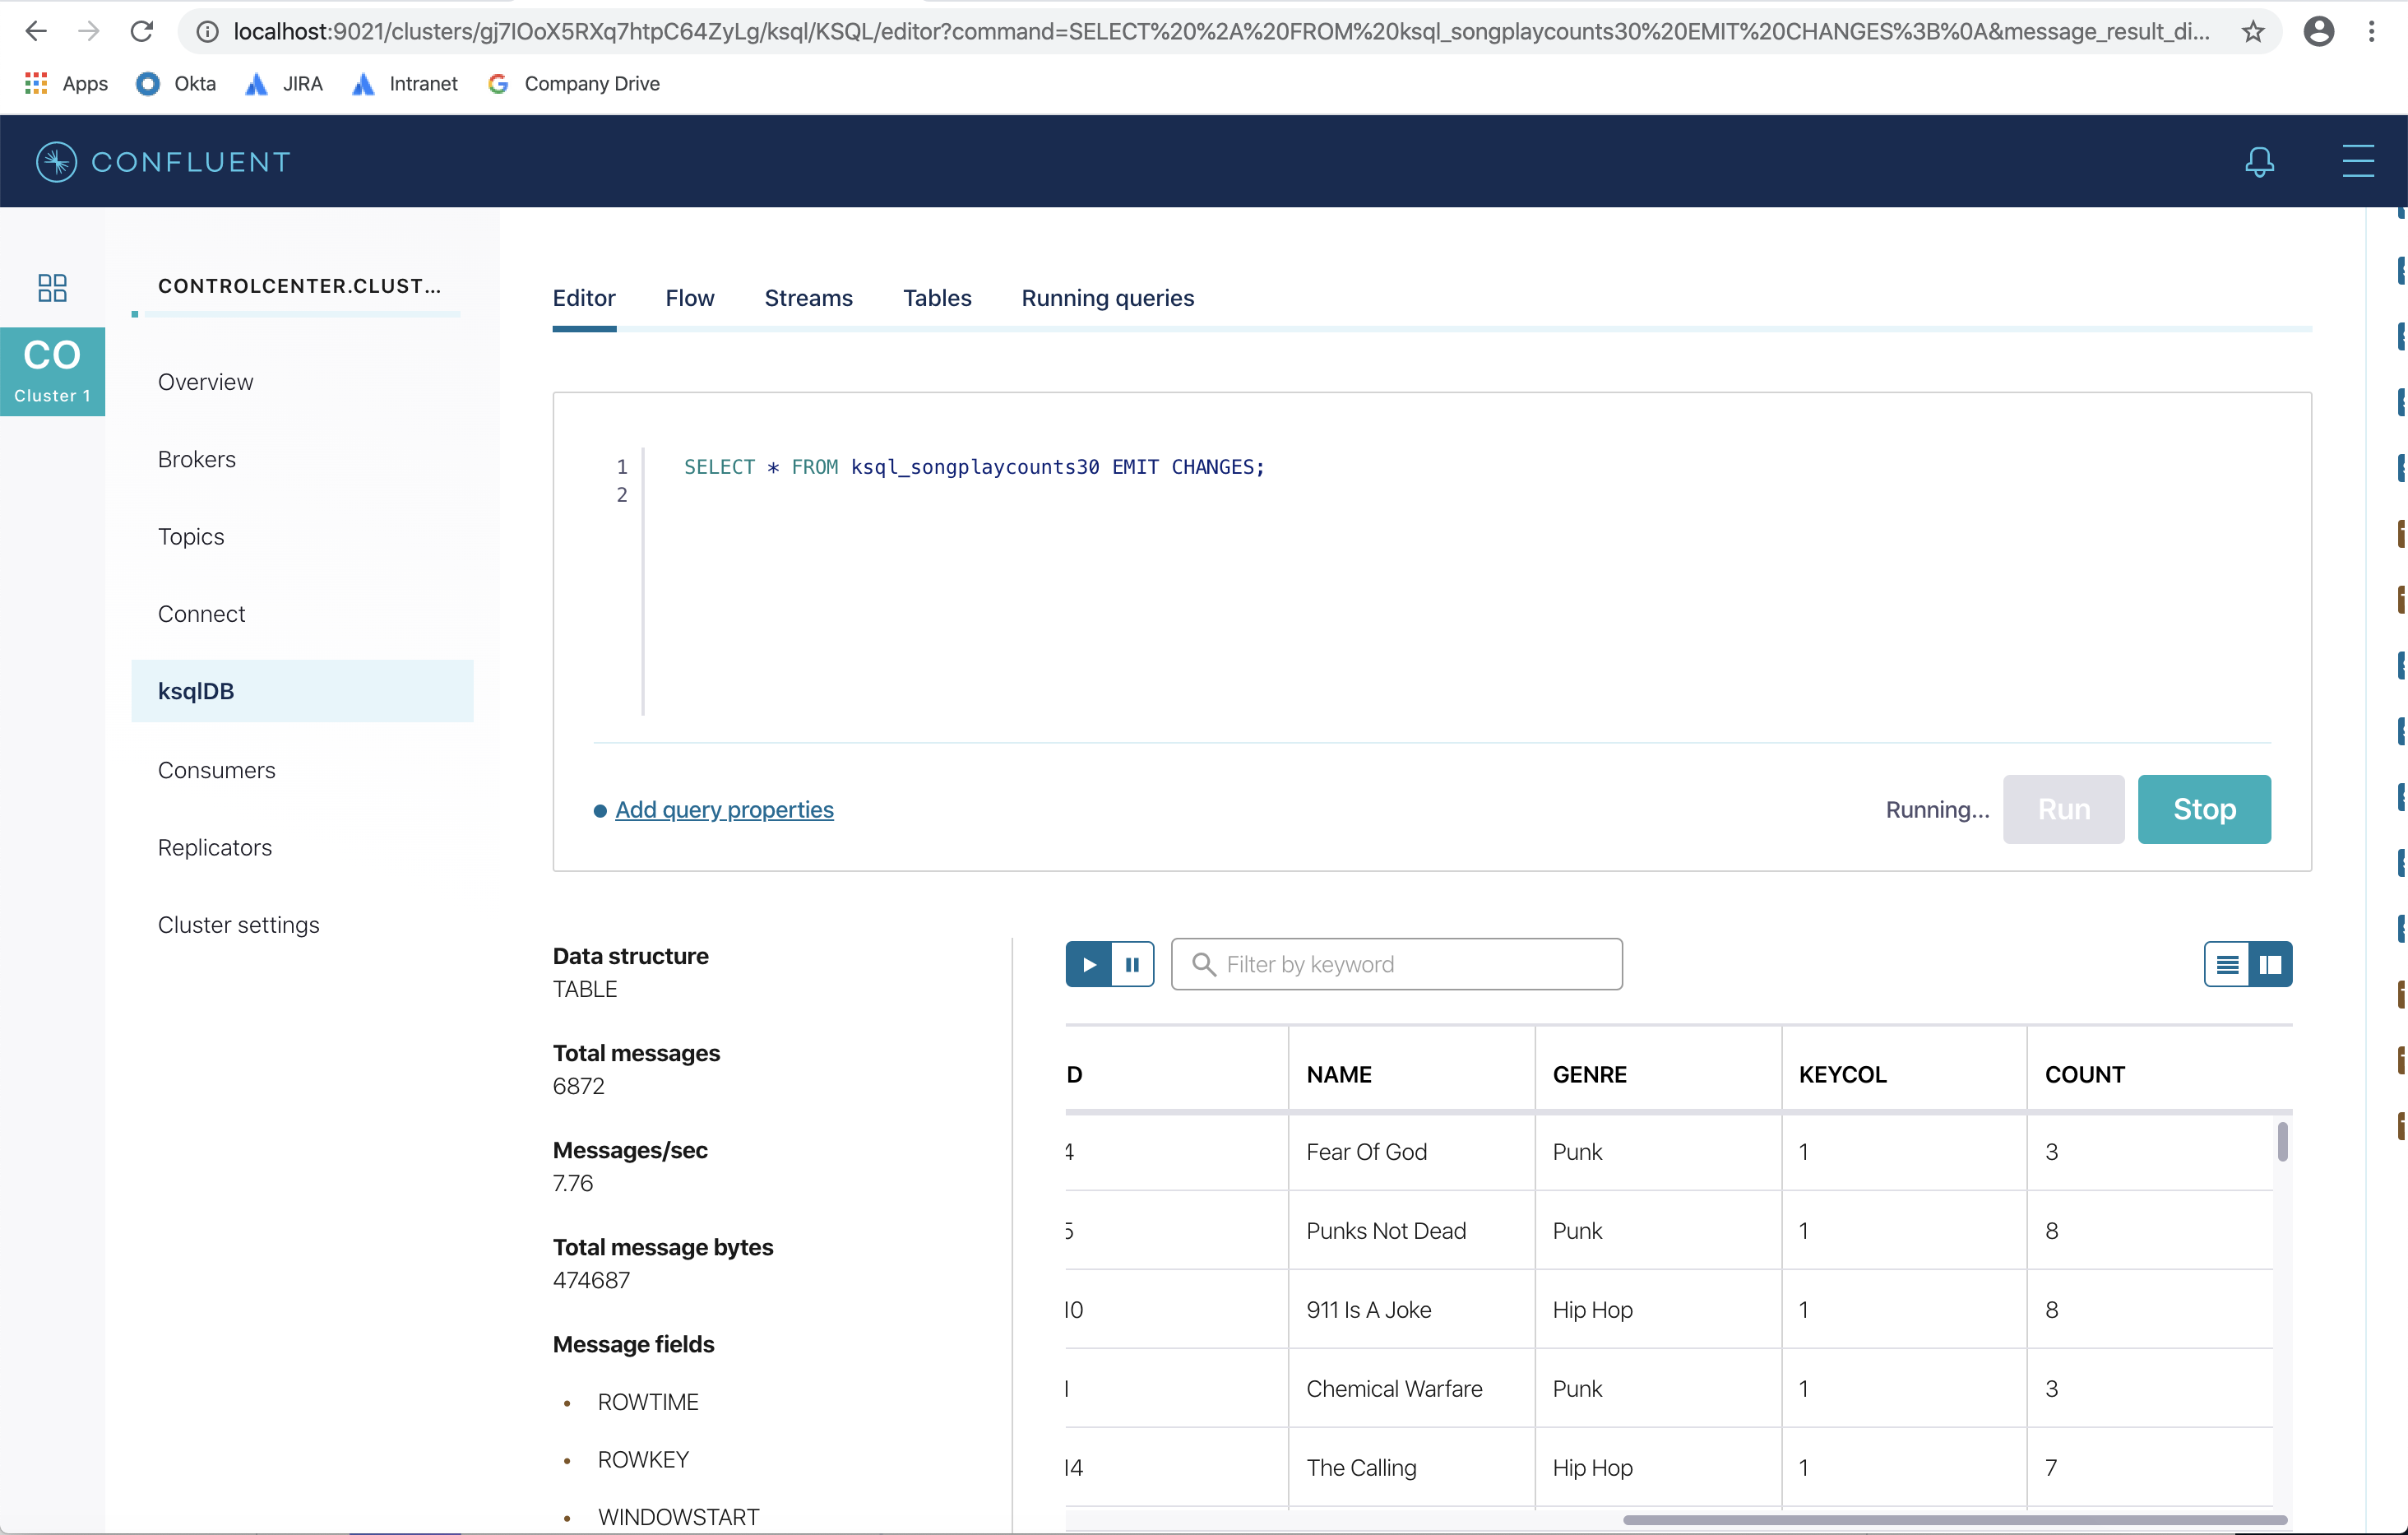 localhost:9021/clusters/gj7IOoX5RXq7htpC64ZyLg/ksql/KSQL/editor?command=SELECT%20%2A%20FROM%20ksql_songplaycounts30%20EMIT%20CHANGES%3B%0A&message_result_di...
Apps Okta JIRA Intranet Company Drive
CONFLUENT
CONTROLCENTER.CLUST...
CO
Cluster 1
Overview
Brokers
Topics
Connect
ksqlDB
Consumers
Replicators
Cluster settings
Editor Flow Streams Tables Running queries
1 SELECT * FROM ksql_songplaycounts30 EMIT CHANGES;
2
Add query properties
Running... Run Stop
Data structure
TABLE
Total messages
6872
Messages/sec
7.76
Total message bytes
474687
Message fields
• ROWTIME
• ROWKEY
• WINDOWSTART
Filter by keyword
D NAME GENRE KEYCOL COUNT
4 Fear Of God Punk 1 3
5 Punks Not Dead Punk 1 8
10 911 Is A Joke Hip Hop 1 8
1 Chemical Warfare Punk 1 3
14 The Calling Hip Hop 1 7